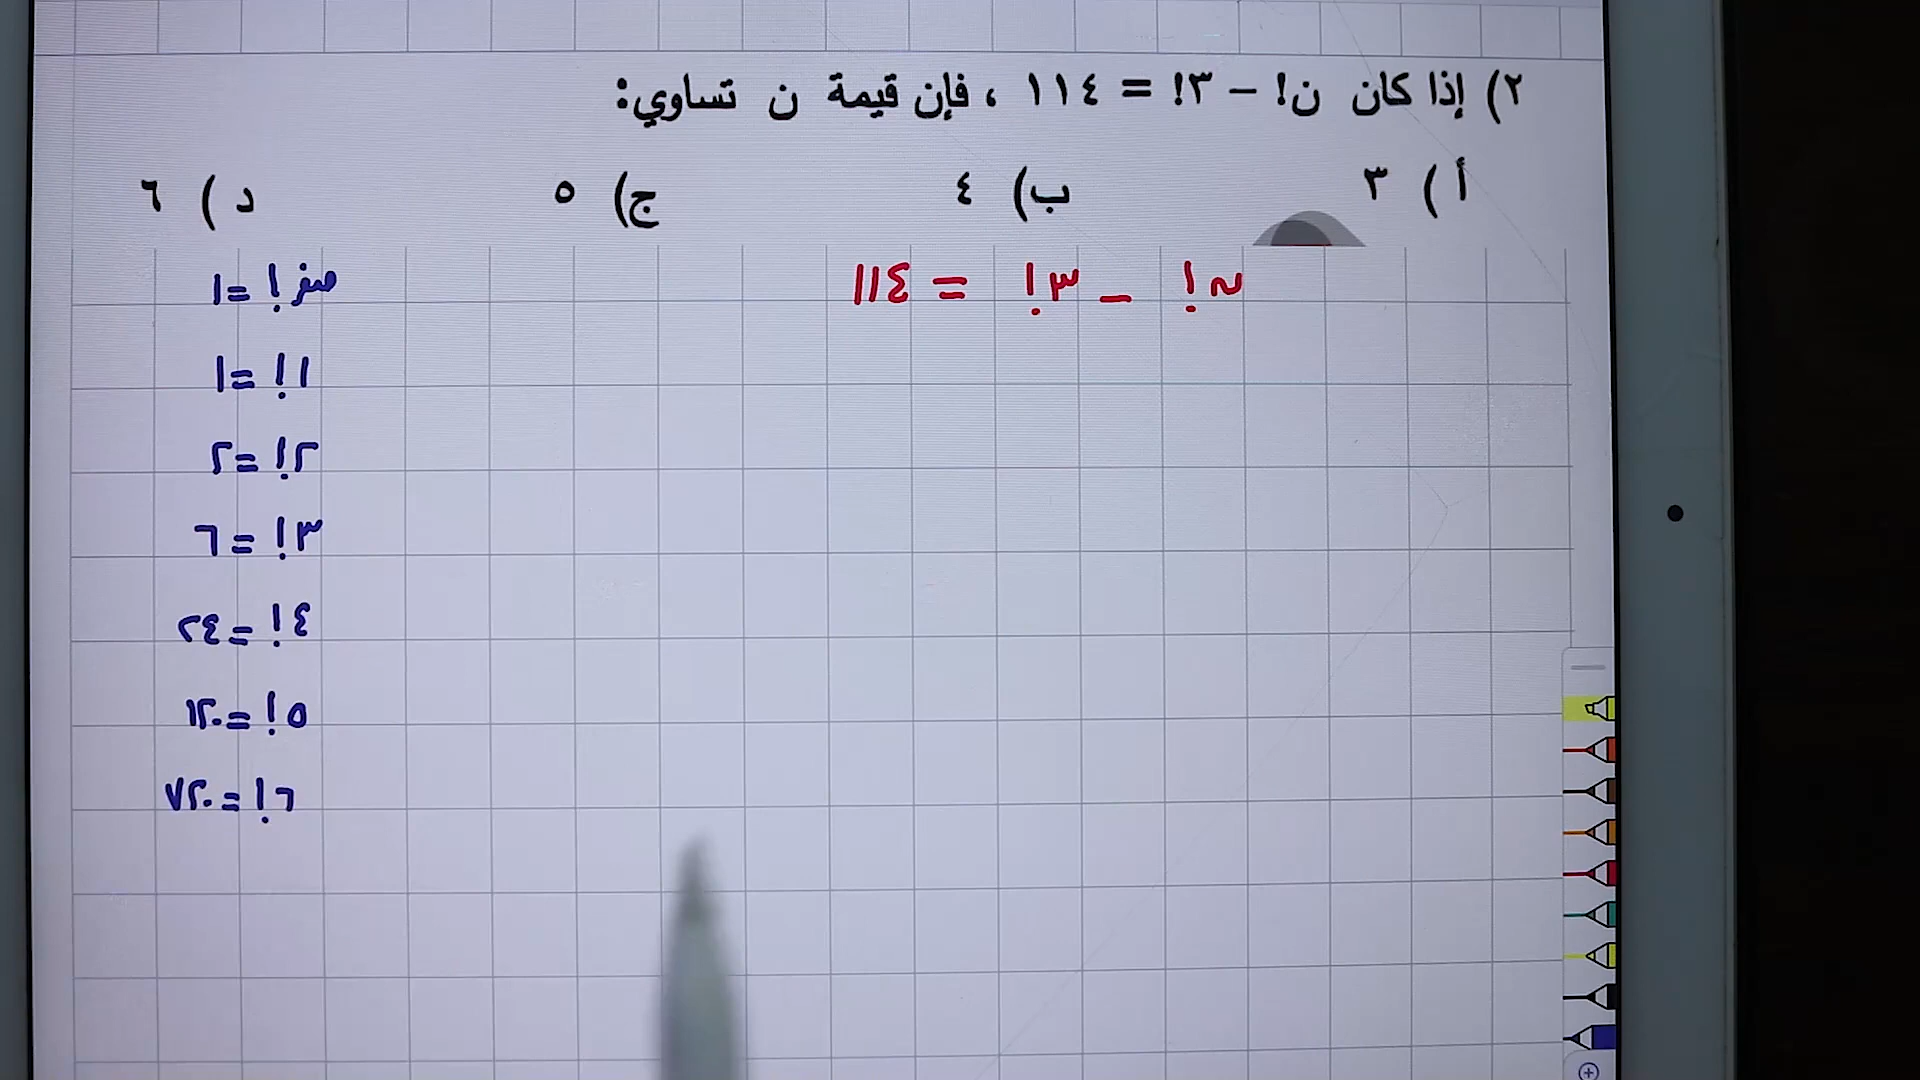 ٢) إذا كان ن! – ٣! = ١١٤ ، فإن قيمة ن تساوي:
أ ) ٣ ب) ٤ ج) ٥ د ) ٦
ن! – ٣! = ١١٤
صفر! = ١
١! = ١
٢! = ٢
٣! = ٦
٤! = ٢٤
٥! = ١٢٠
٦! = ٧٢٠